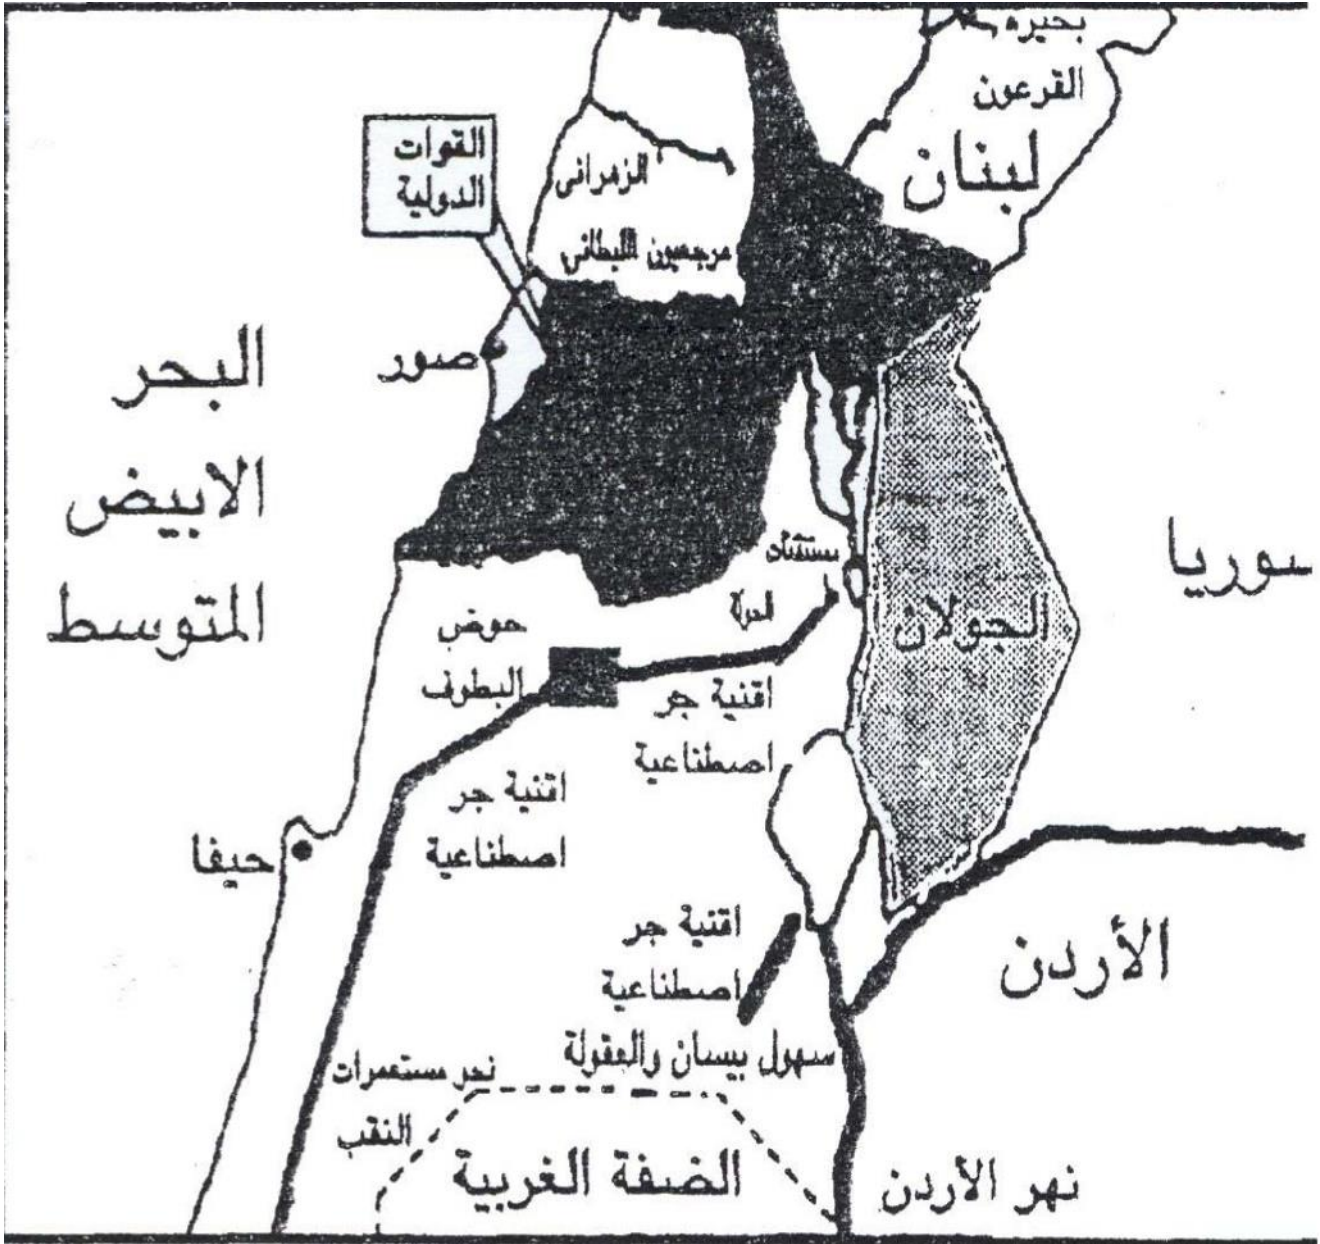 بحيره
القرعون
لبنان
القوات
الدولية
الزهراني
مرجعيون الليطاني
صور
البحر
الابيض
المتوسط
سوريا
الجولان
حوض
البطوف
اقنية جر
اصطناعية
اقنية جر
اصطناعية
حيفا
اقنية جر
اصطناعية
الأردن
سهول بيسان والعفولة
نحو مستعمرات
النقب
الضفة الغربية
نهر الأردن